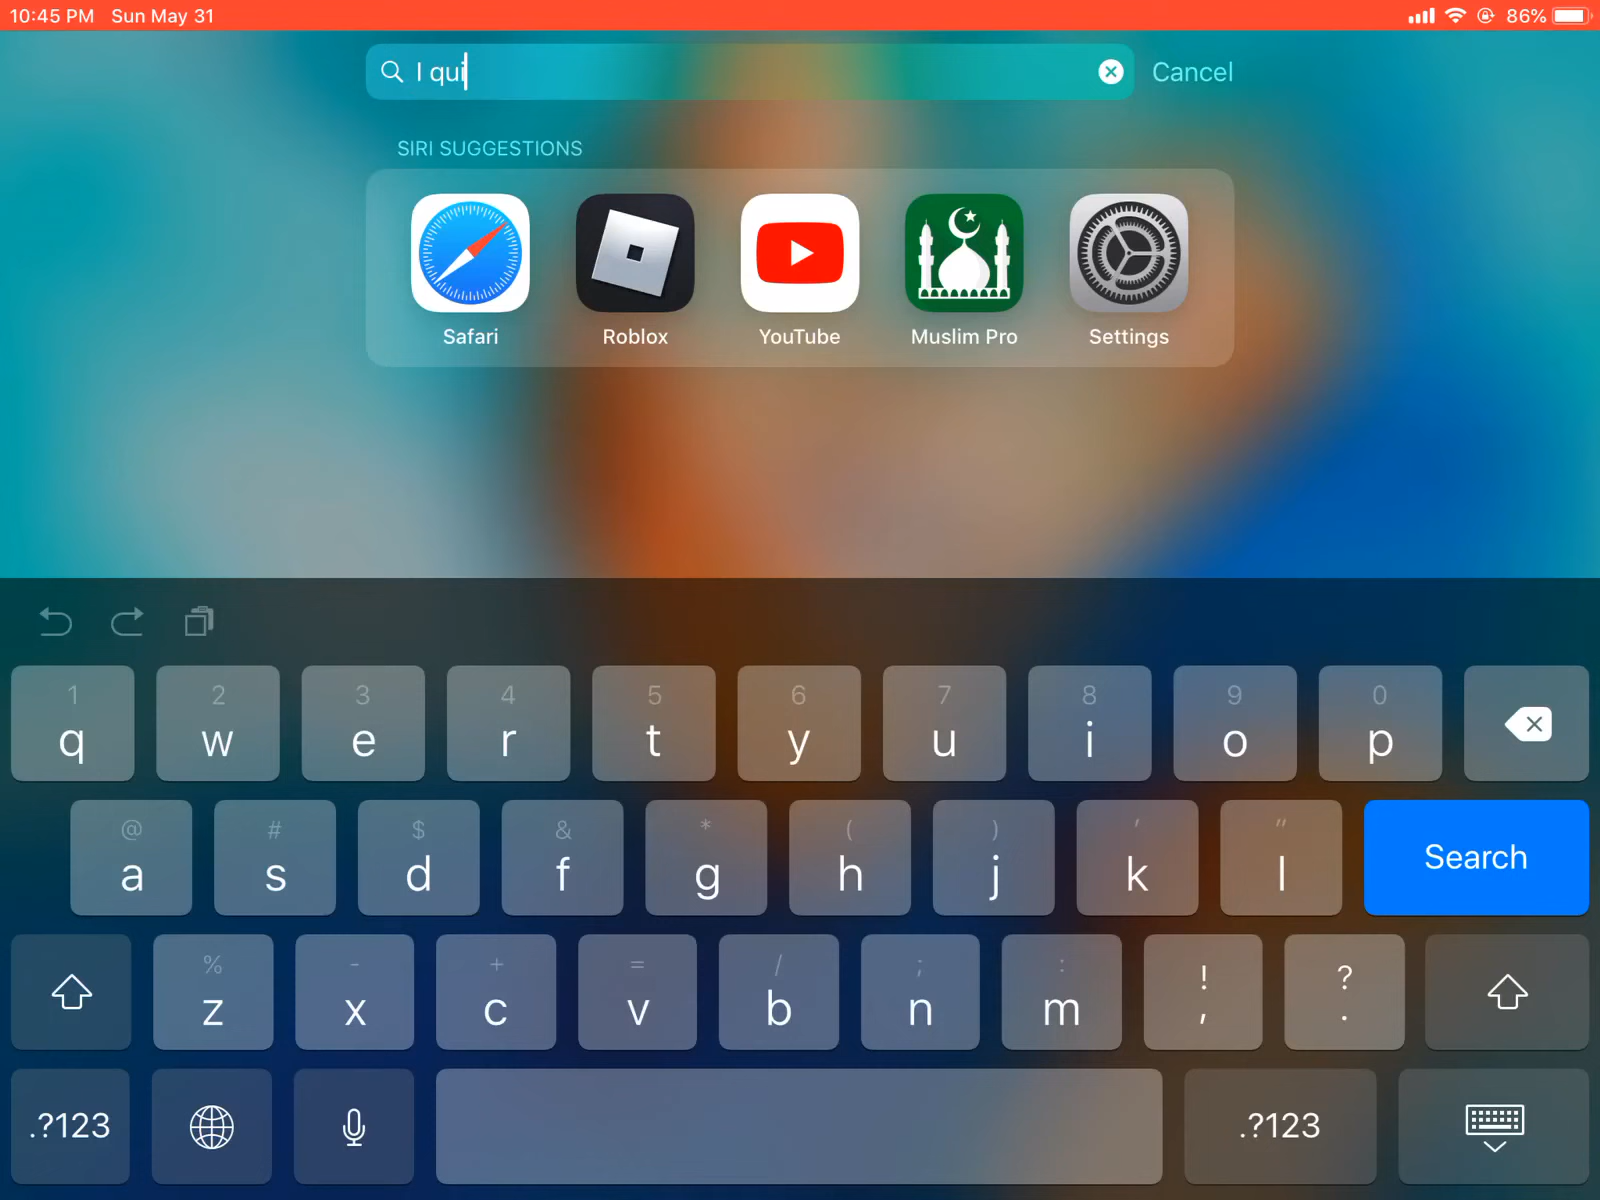 10:45 PM Sun May 31 86%
I qui Cancel
SIRI SUGGESTIONS
Safari Roblox YouTube Muslim Pro Settings
1 2 3 4 5 6 7 8 9 0
q w e r t y u i o p
@ # $ & * ( ) ' "
a s d f g h j k l Search
% - + = / ; : ! ?
z x c v b n m , .
.?123 .?123